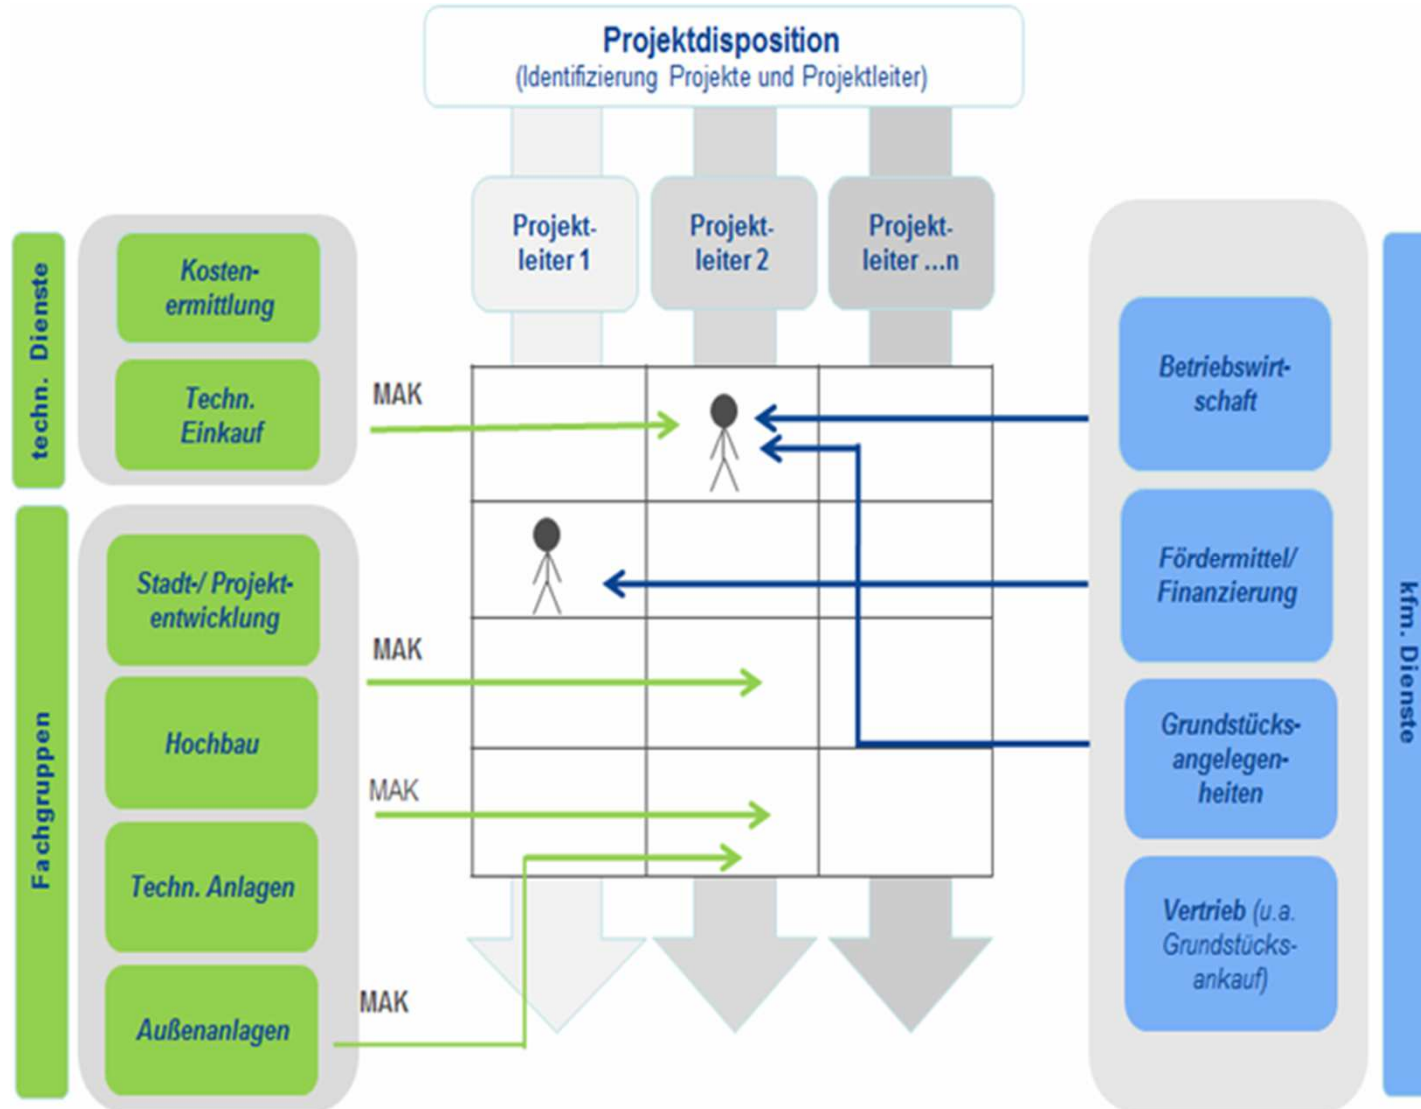 Projektdisposition
(Identifizierung Projekte und Projektleiter)
Projekt-
leiter 1
Projekt-
leiter 2
Projekt-
leiter ...n
techn. Dienste
Kosten-
ermittlung
Techn.
Einkauf
MAK
Fachgruppen
Stadt-/ Projekt-
entwicklung
MAK
Hochbau
MAK
Techn. Anlagen
MAK
Außenanlagen
Betriebswirt-
schaft
Fördermittel/
Finanzierung
Grundstücks-
angelegen-
heiten
Vertrieb (u.a.
Grundstücks-
ankauf)
kfm. Dienste